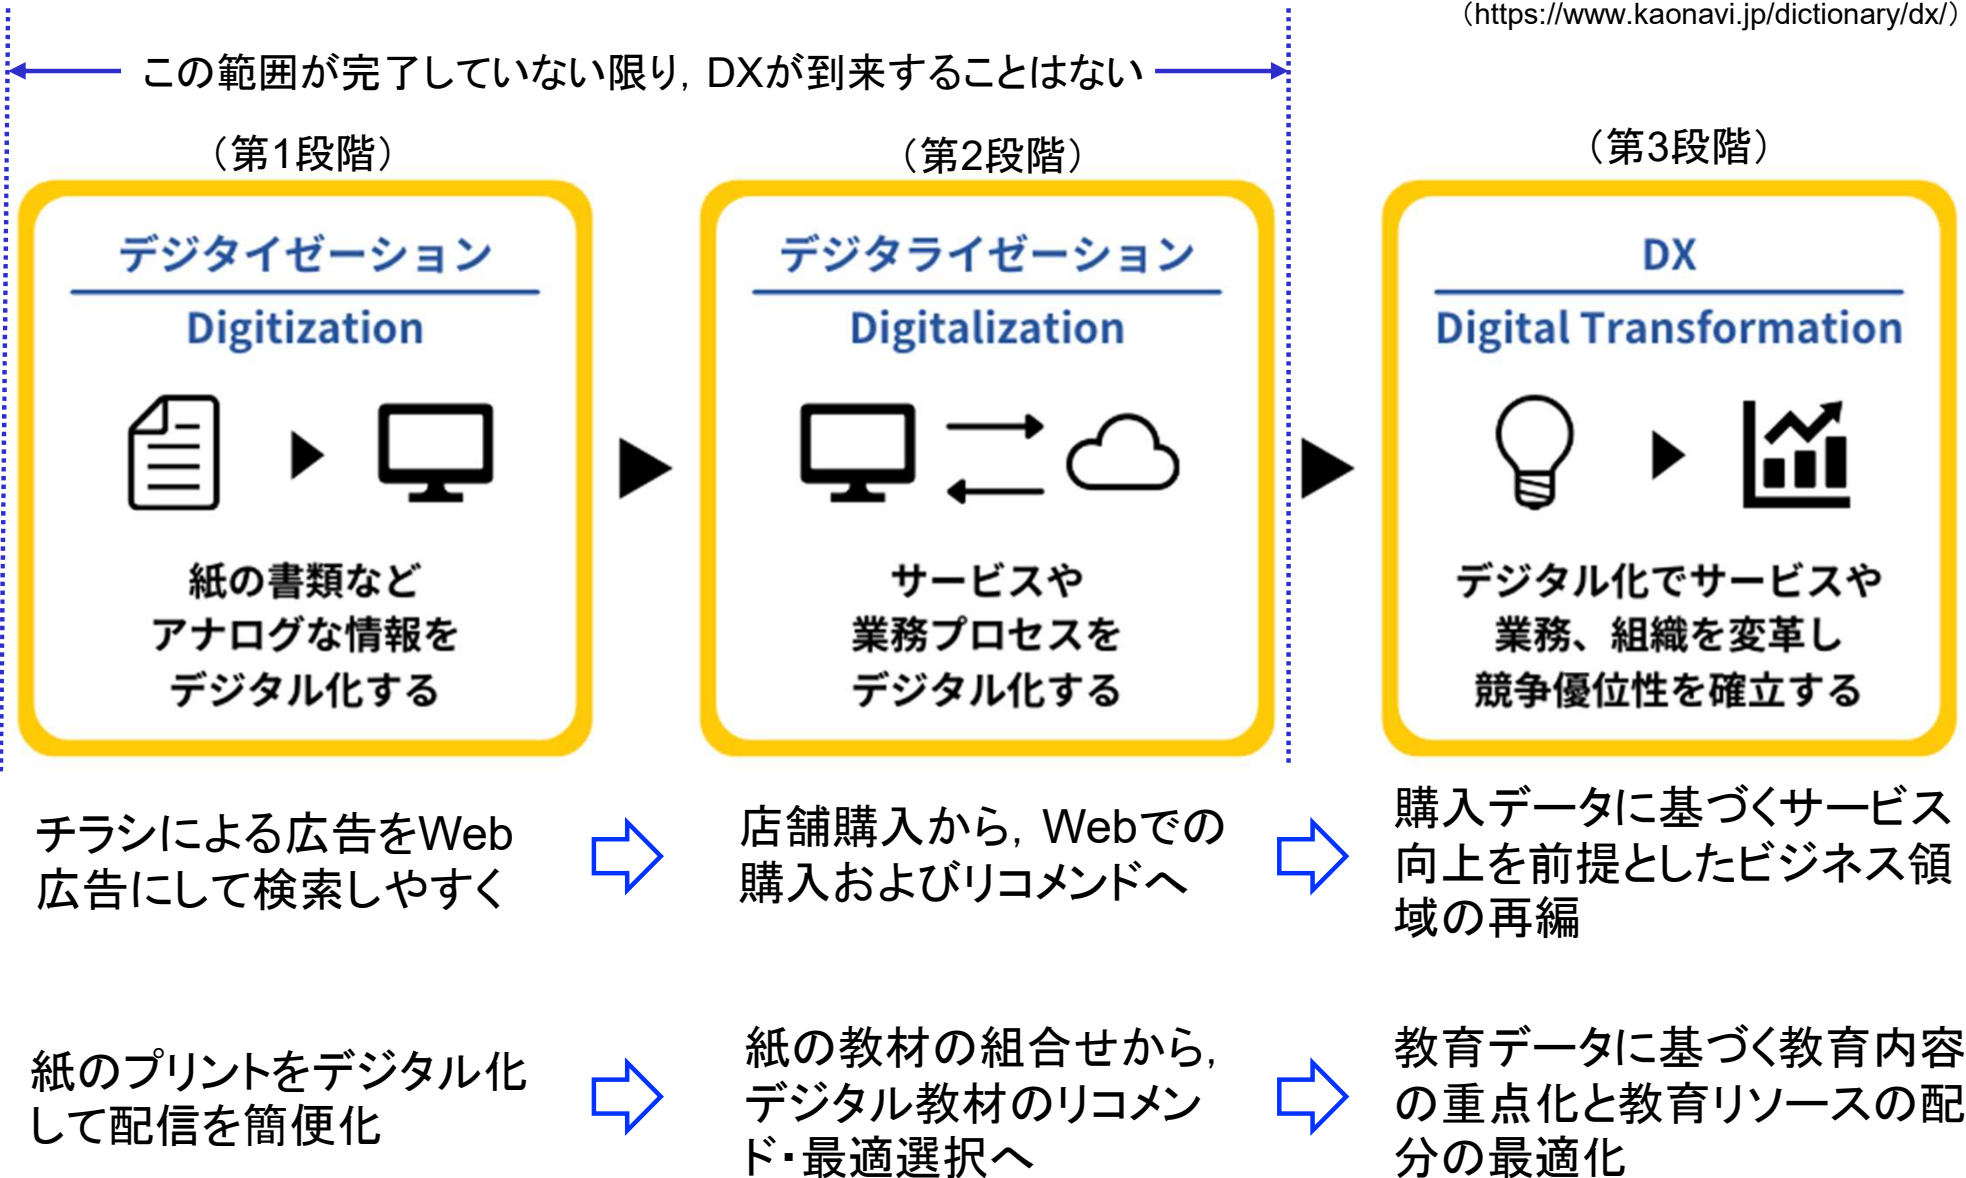 （https://www.kaonavi.jp/dictionary/dx/）
この範囲が完了していない限り，DXが到来することはない
（第1段階）
（第2段階）
（第3段階）
デジタイゼーション
Digitization
紙の書類など
アナログな情報を
デジタル化する
デジタライゼーション
Digitalization
サービスや
業務プロセスを
デジタル化する
DX
Digital Transformation
デジタル化でサービスや
業務、組織を変革し
競争優位性を確立する
チラシによる広告をWeb
広告にして検索しやすく
店舗購入から，Webでの
購入およびリコメンドへ
購入データに基づくサービス
向上を前提としたビジネス領
域の再編
紙のプリントをデジタル化
して配信を簡便化
紙の教材の組合せから，
デジタル教材のリコメン
ド・最適選択へ
教育データに基づく教育内容
の重点化と教育リソースの配
分の最適化